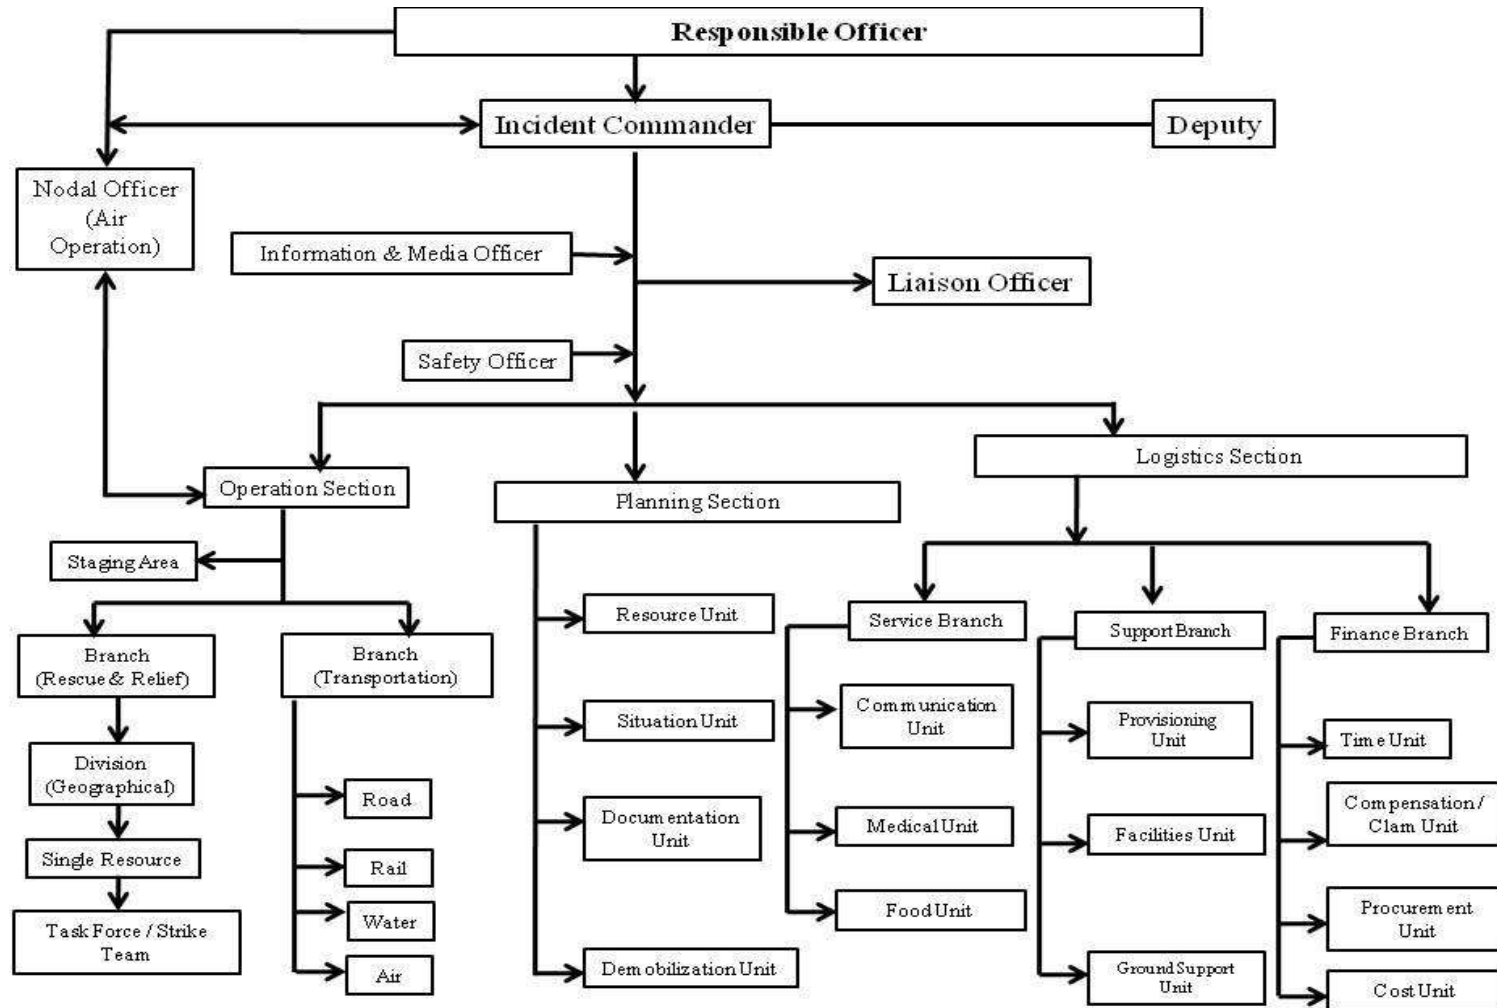 Responsible Officer
Incident Commander
Deputy
Nodal Officer
(Air
Operation)
Information & Media Officer
Liaison Officer
Safety Officer
Logistics Section
Operation Section
Planning Section
Staging Area
Resource Unit
Service Branch
Support Branch
Finance Branch
Branch
(Rescue & Relief)
Branch
(Transportation)
Situation Unit
Communication
Unit
Provisioning
Unit
Time Unit
Division
(Geographical)
Road
Documentation
Unit
Medical Unit
Facilities Unit
Compensation /
Clam Unit
Single Resource
Rail
Water
Food Unit
Procurement
Unit
Task Force / Strike
Team
Air
Demobilization Unit
Ground Support
Unit
Cost Unit